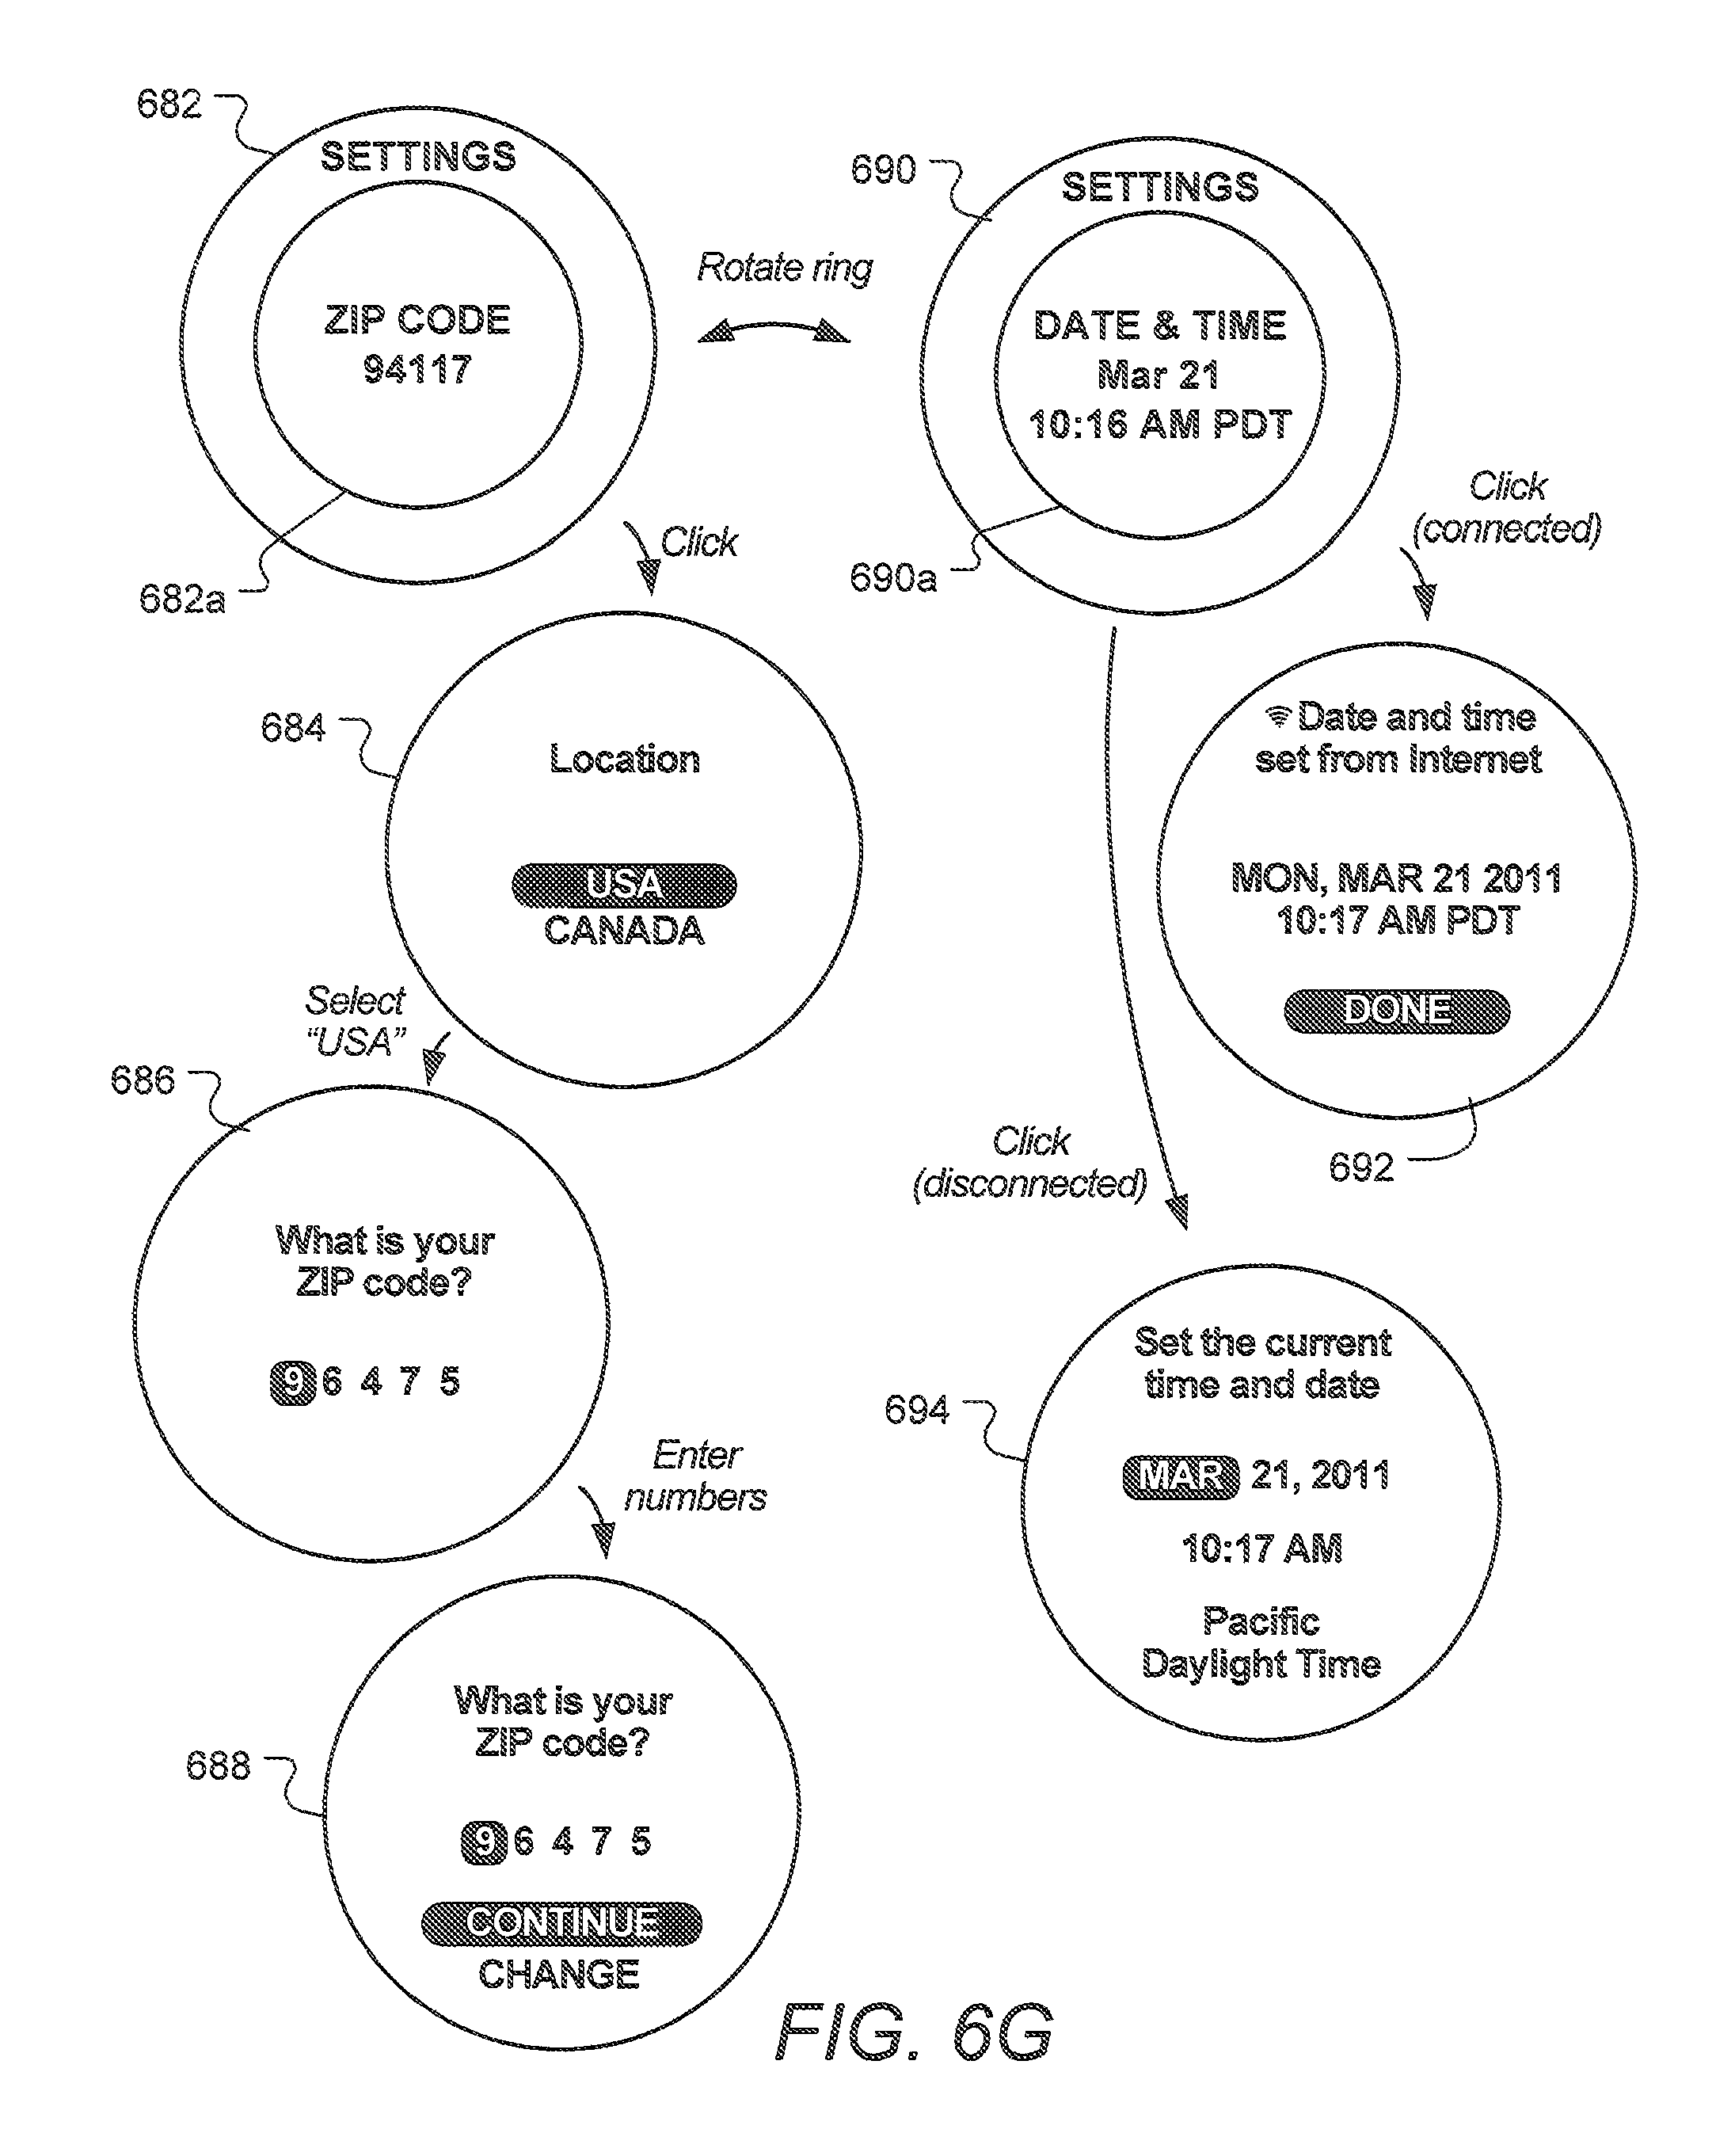 682
SETTINGS
ZIP CODE
94117
682a
Rotate ring
690
SETTINGS
DATE & TIME
Mar 21
10:16 AM PDT
690a
Click
Click
(connected)
684
Location
USA
CANADA
Date and time
set from Internet
MON, MAR 21 2011
10:17 AM PDT
DONE
692
Select
“USA”
686
What is your
ZIP code?
9 6 4 7 5
Click
(disconnected)
Enter
numbers
694
Set the current
time and date
MAR 21, 2011
10:17 AM
Pacific
Daylight Time
688
What is your
ZIP code?
9 6 4 7 5
CONTINUE
CHANGE
FIG. 6G